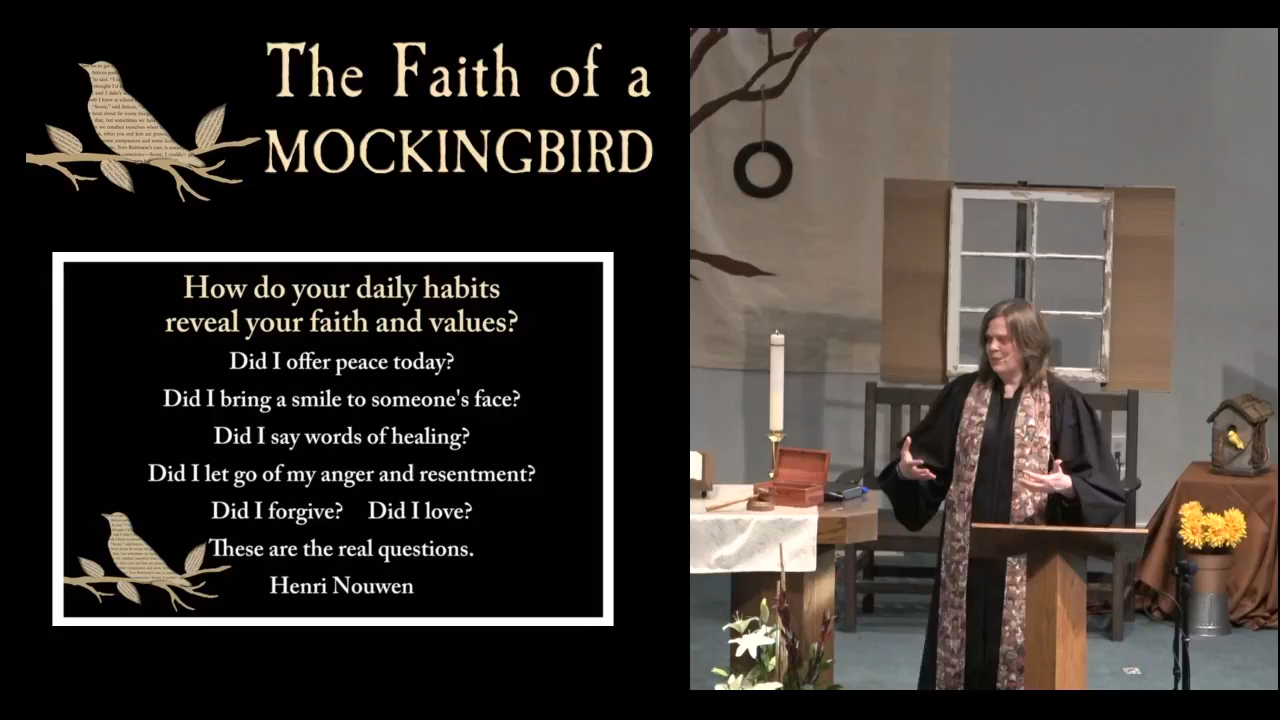 The Faith of a
MOCKINGBIRD
How do your daily habits
reveal your faith and values?
Did I offer peace today?
Did I bring a smile to someone's face?
Did I say words of healing?
Did I let go of my anger and resentment?
Did I forgive? Did I love?
These are the real questions.
Henri Nouwen